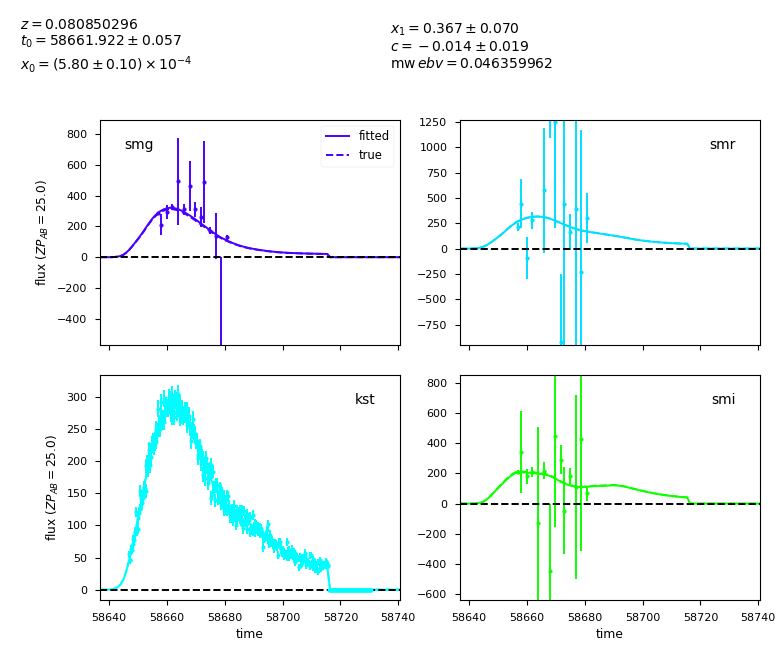 z = 0.080850296
t0 = 58661.922 ± 0.057
x0 = (5.80 ± 0.10) × 10⁻⁴
x1 = 0.367 ± 0.070
c = −0.014 ± 0.019
mw ebv = 0.046359962
smg
fitted
true
flux (ZP_AB = 25.0)
800
600
400
200
0
−200
−400
smr
1250
1000
750
500
250
0
−250
−500
−750
kst
flux (ZP_AB = 25.0)
300
250
200
150
100
50
0
58640 58660 58680 58700 58720 58740
time
smi
800
600
400
200
0
−200
−400
−600
58640 58660 58680 58700 58720 58740
time